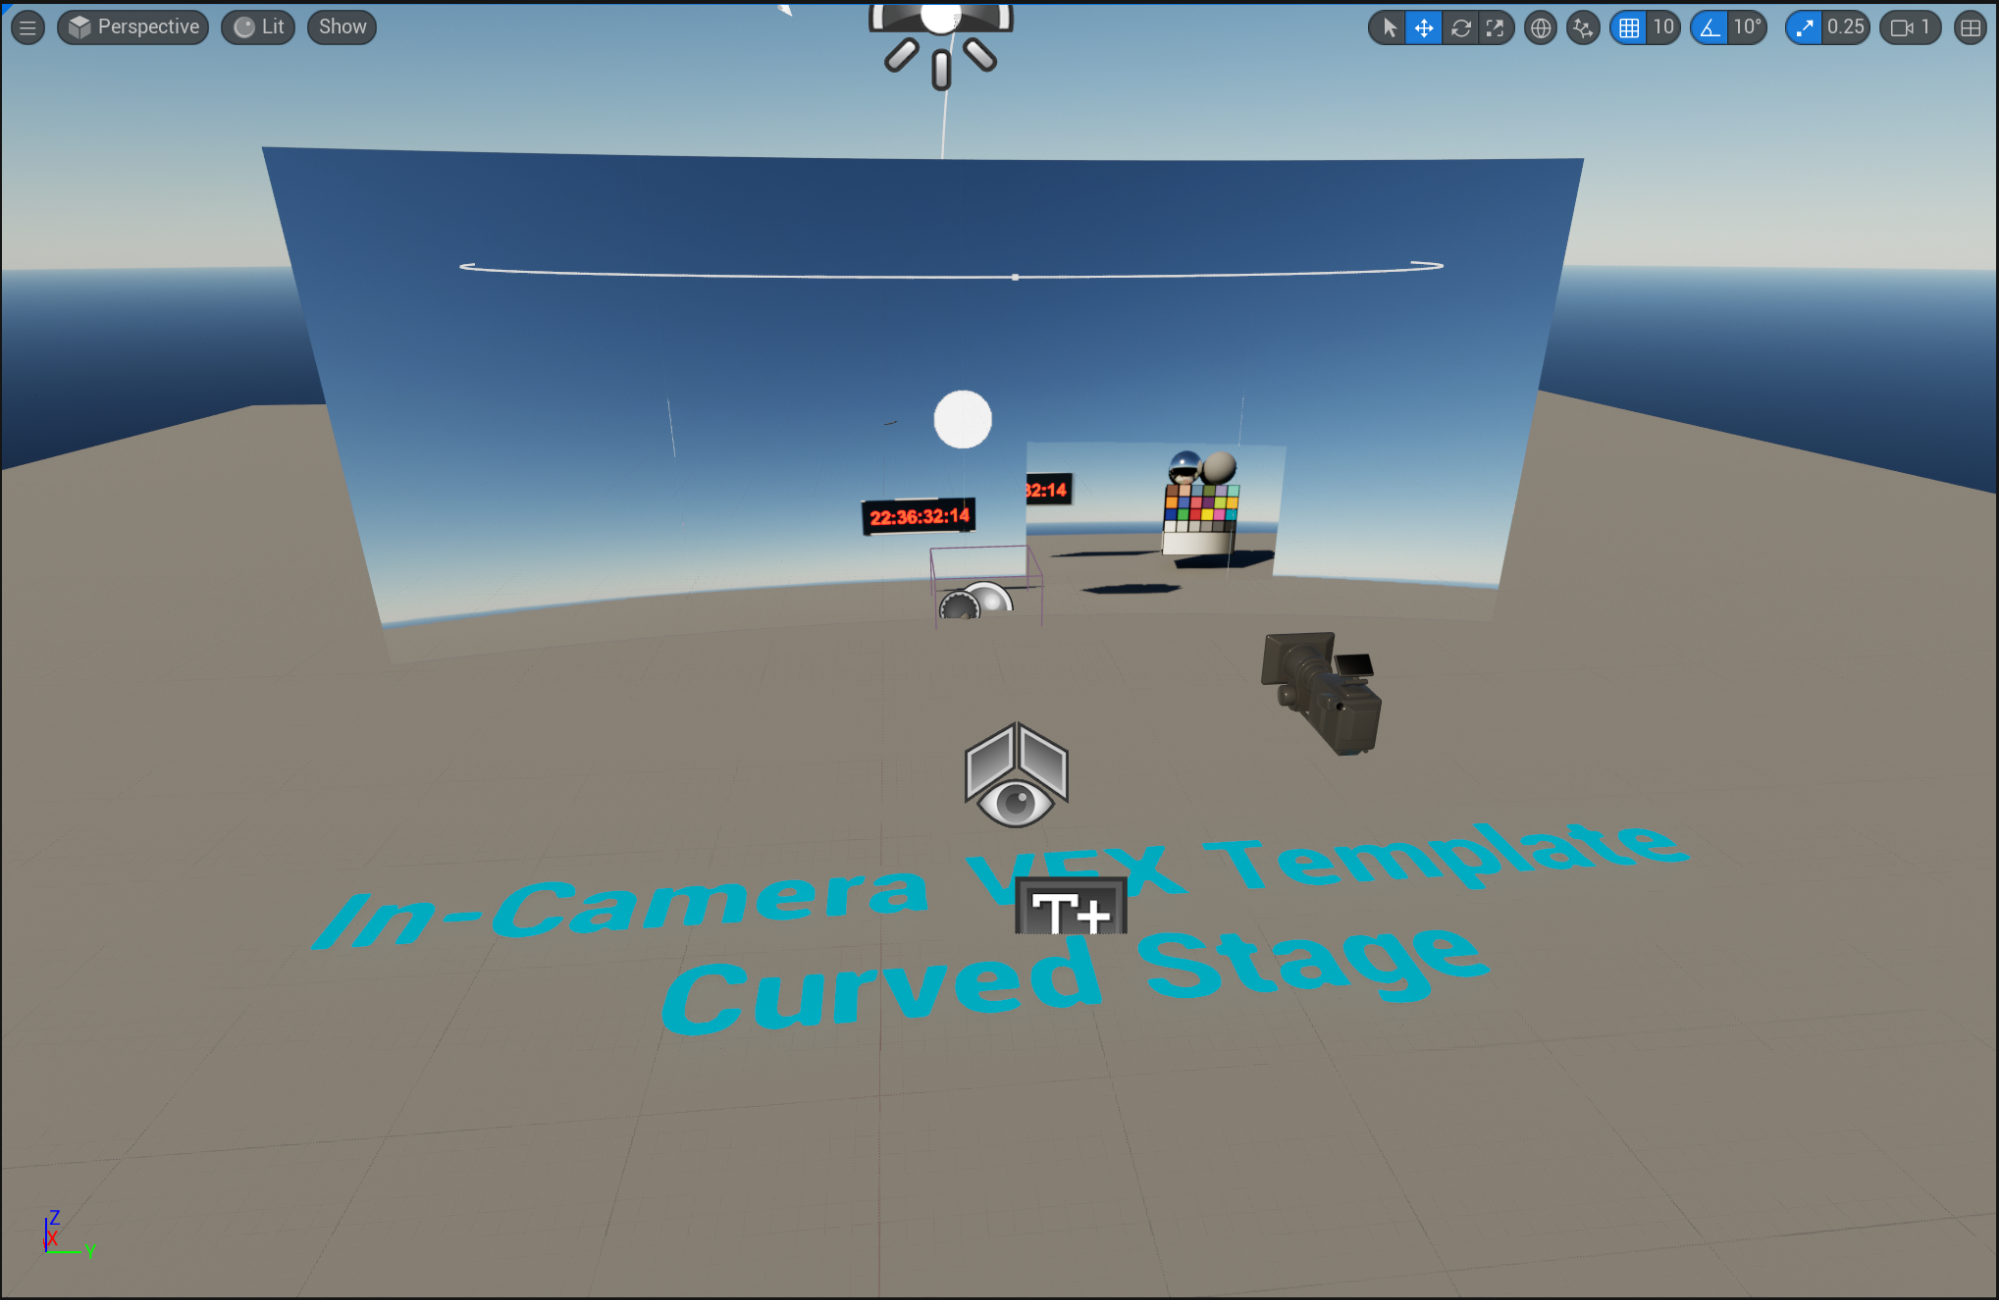 Perspective
Lit
Show
10
10°
0.25
1
22:36:32:14
32:14
In-Camera VFX Template
T+
Curved Stage
Z
X
Y